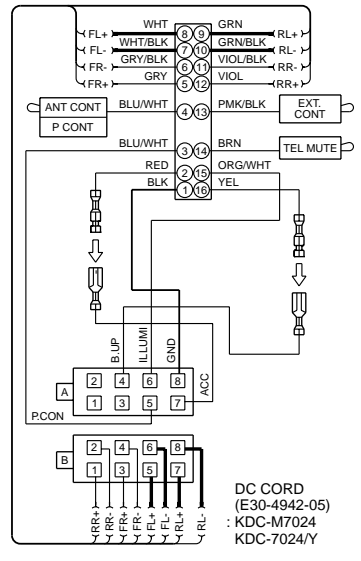 WHT 8 9 GRN
FL+ RL+
WHT/BLK 7 10 GRN/BLK
FL- RL-
GRY/BLK 6 11 VIOL/BLK
FR- RR-
GRY 5 12 VIOL
FR+ RR+
ANT CONT BLU/WHT 4 13 PMK/BLK EXT. CONT
P CONT
BLU/WHT 3 14 BRN TEL MUTE
RED 2 15 ORG/WHT
BLK 1 16 YEL
B.UP
ILLUMI
GND
ACC
A
2 4 6 8
1 3 5 7
P.CON
B
2 4 6 8
1 3 5 7
RR+
RR-
FR+
FR-
FL+
FL-
RL+
RL-
DC CORD
(E30-4942-05)
: KDC-M7024
KDC-7024/Y